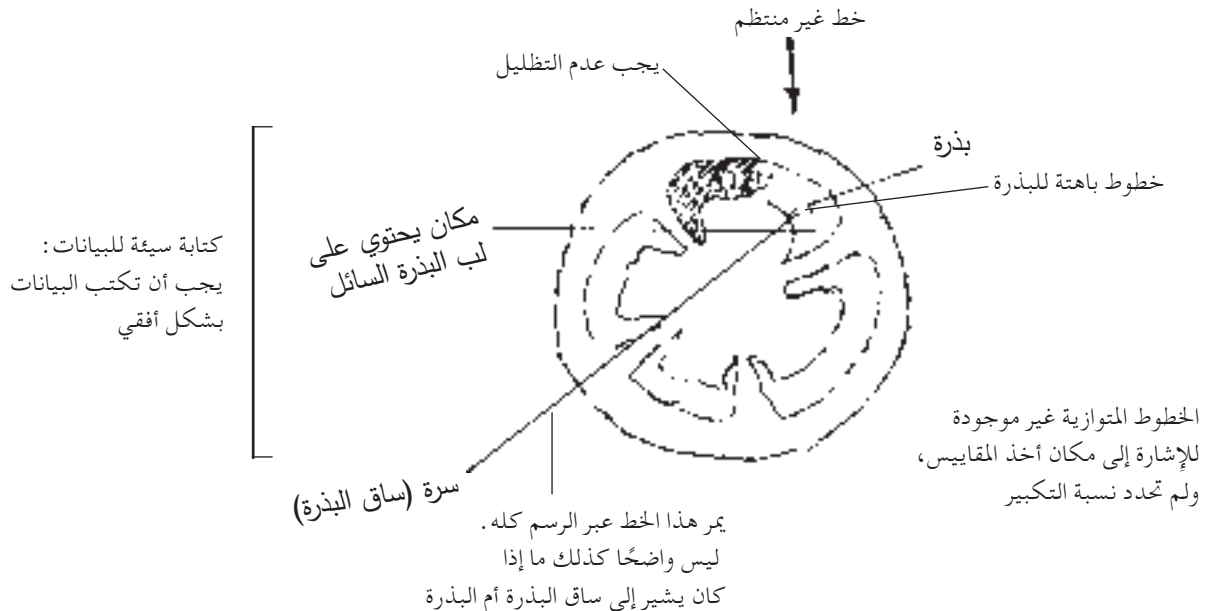 خط غير منتظم
يجب عدم التظليل
بذرة
خطوط باهتة للبذرة
مكان يحتوي على
لب البذرة السائل
كتابة سيئة للبيانات:
يجب أن تكتب البيانات
بشكل أفقي
الخطوط المتوازية غير موجودة
للإشارة إلى مكان أخذ المقاييس،
ولم تحدد نسبة التكبير
سرة (ساق البذرة)
يمر هذا الخط عبر الرسم كله.
ليس واضحًا كذلك ما إذا
كان يشير إلى ساق البذرة أم البذرة